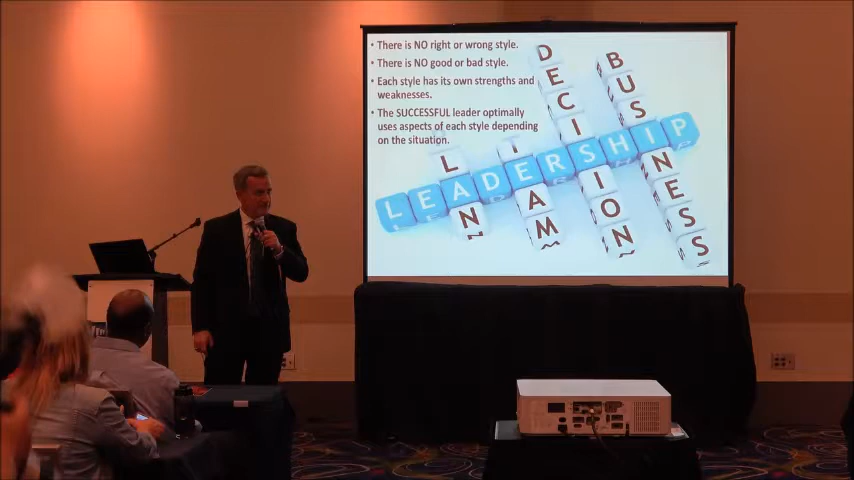 • There is NO right or wrong style.
• There is NO good or bad style.
• Each style has its own strengths and
weaknesses.
• The SUCCESSFUL leader optimally
uses aspects of each style depending
on the situation.
DECISION
BUSINESS
PLAN
TEAM
LEADERSHIP